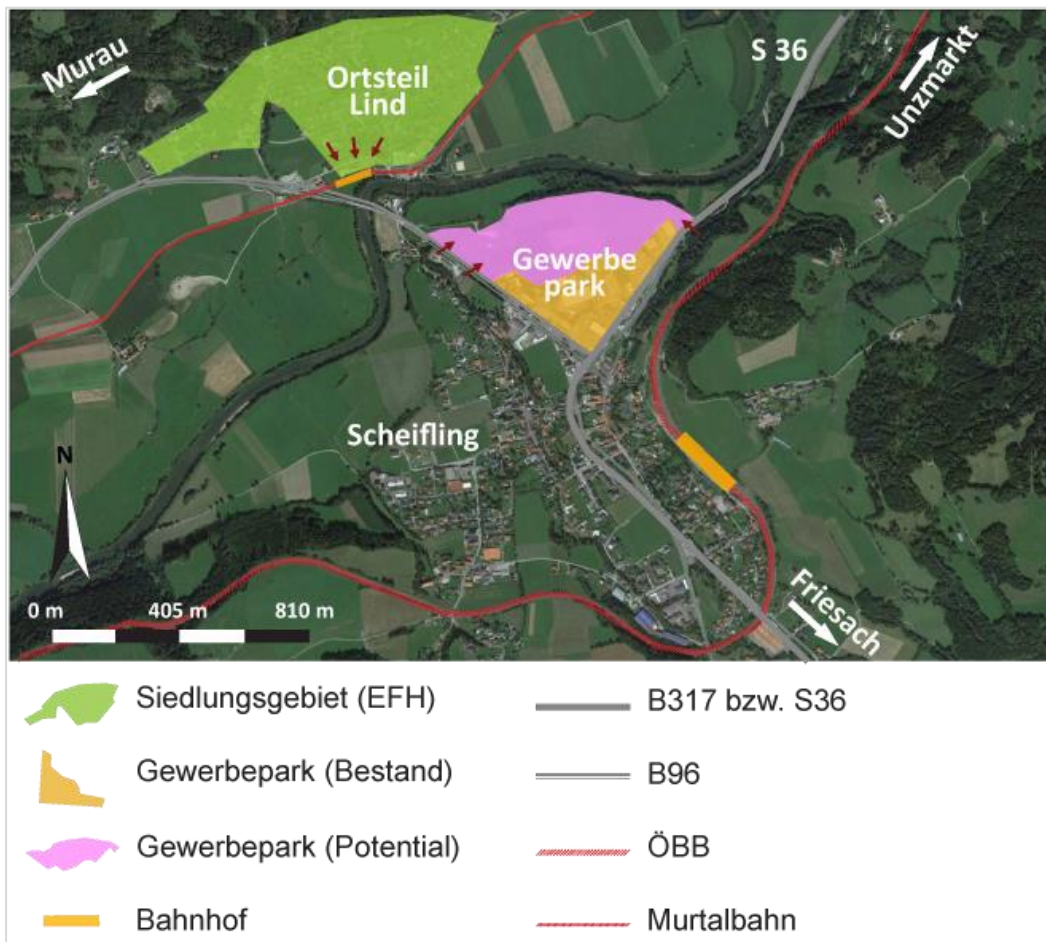 Murau
Ortsteil
Lind
S 36
Unzmarkt
Gewerbe
park
Scheifling
N
0 m 405 m 810 m
Friesach
Siedlungsgebiet (EFH)
B317 bzw. S36
Gewerbepark (Bestand)
B96
Gewerbepark (Potential)
ÖBB
Bahnhof
Murtalbahn